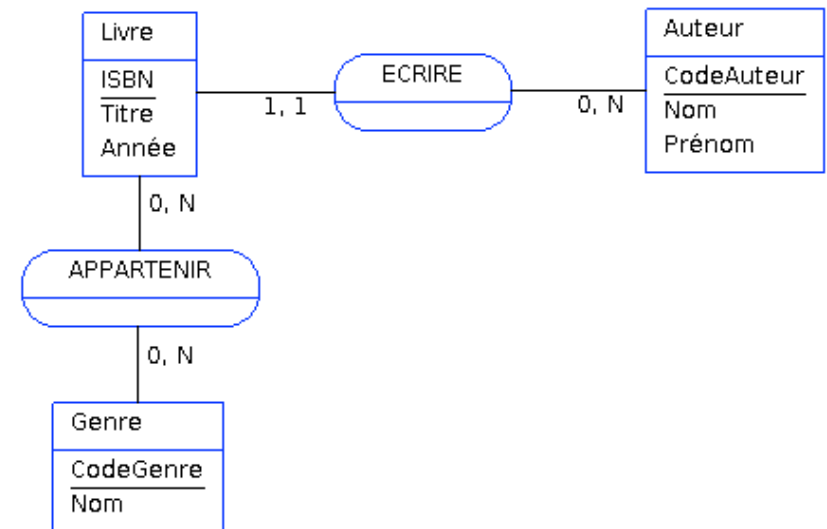 Livre
ISBN
Titre
Année
1, 1
ECRIRE
0, N
Auteur
CodeAuteur
Nom
Prénom
0, N
APPARTENIR
0, N
Genre
CodeGenre
Nom